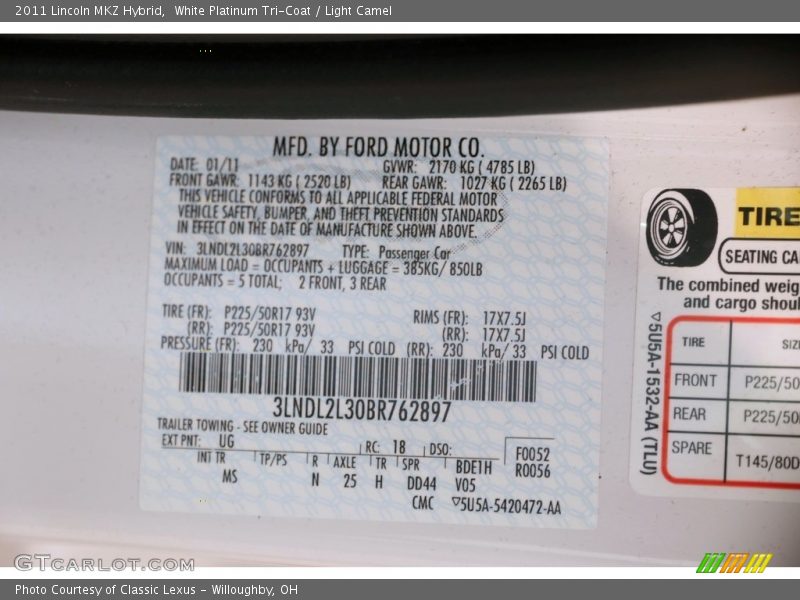 2011 Lincoln MKZ Hybrid,  White Platinum Tri-Coat / Light Camel
MFD. BY FORD MOTOR CO.
DATE: 01/11 GVWR: 2170 KG ( 4785 LB)
FRONT GAWR: 1143 KG ( 2520 LB) REAR GAWR: 1027 KG ( 2265 LB)
THIS VEHICLE CONFORMS TO ALL APPLICABLE FEDERAL MOTOR
VEHICLE SAFETY, BUMPER, AND THEFT PREVENTION STANDARDS
IN EFFECT ON THE DATE OF MANUFACTURE SHOWN ABOVE.
VIN: 3LNDL2L30BR762897 TYPE: Passenger Car
MAXIMUM LOAD = OCCUPANTS + LUGGAGE = 385KG/ 850LB
OCCUPANTS = 5 TOTAL; 2 FRONT, 3 REAR
TIRE (FR): P225/50R17 93V RIMS (FR): 17X7.5J
(RR): P225/50R17 93V (RR): 17X7.5J
PRESSURE (FR): 230 kPa/ 33 PSI COLD (RR): 230 kPa/ 33 PSI COLD
3LNDL2L30BR762897
TRAILER TOWING - SEE OWNER GUIDE
EXT PNT: UG RC: 18 DSO: F0052
INT TR TP/PS R AXLE TR SPR BDE1H R0056
MS N 25 H DD44 V05
CMC ▽5U5A-5420472-AA
TIRE
SEATING CA
The combined weig
and cargo shoul
TIRE SIZ
FRONT P225/50
REAR P225/50
SPARE T145/80D
▽5U5A-1532-AA (TLU)
GTCARLOT.COM
Photo Courtesy of Classic Lexus - Willoughby, OH